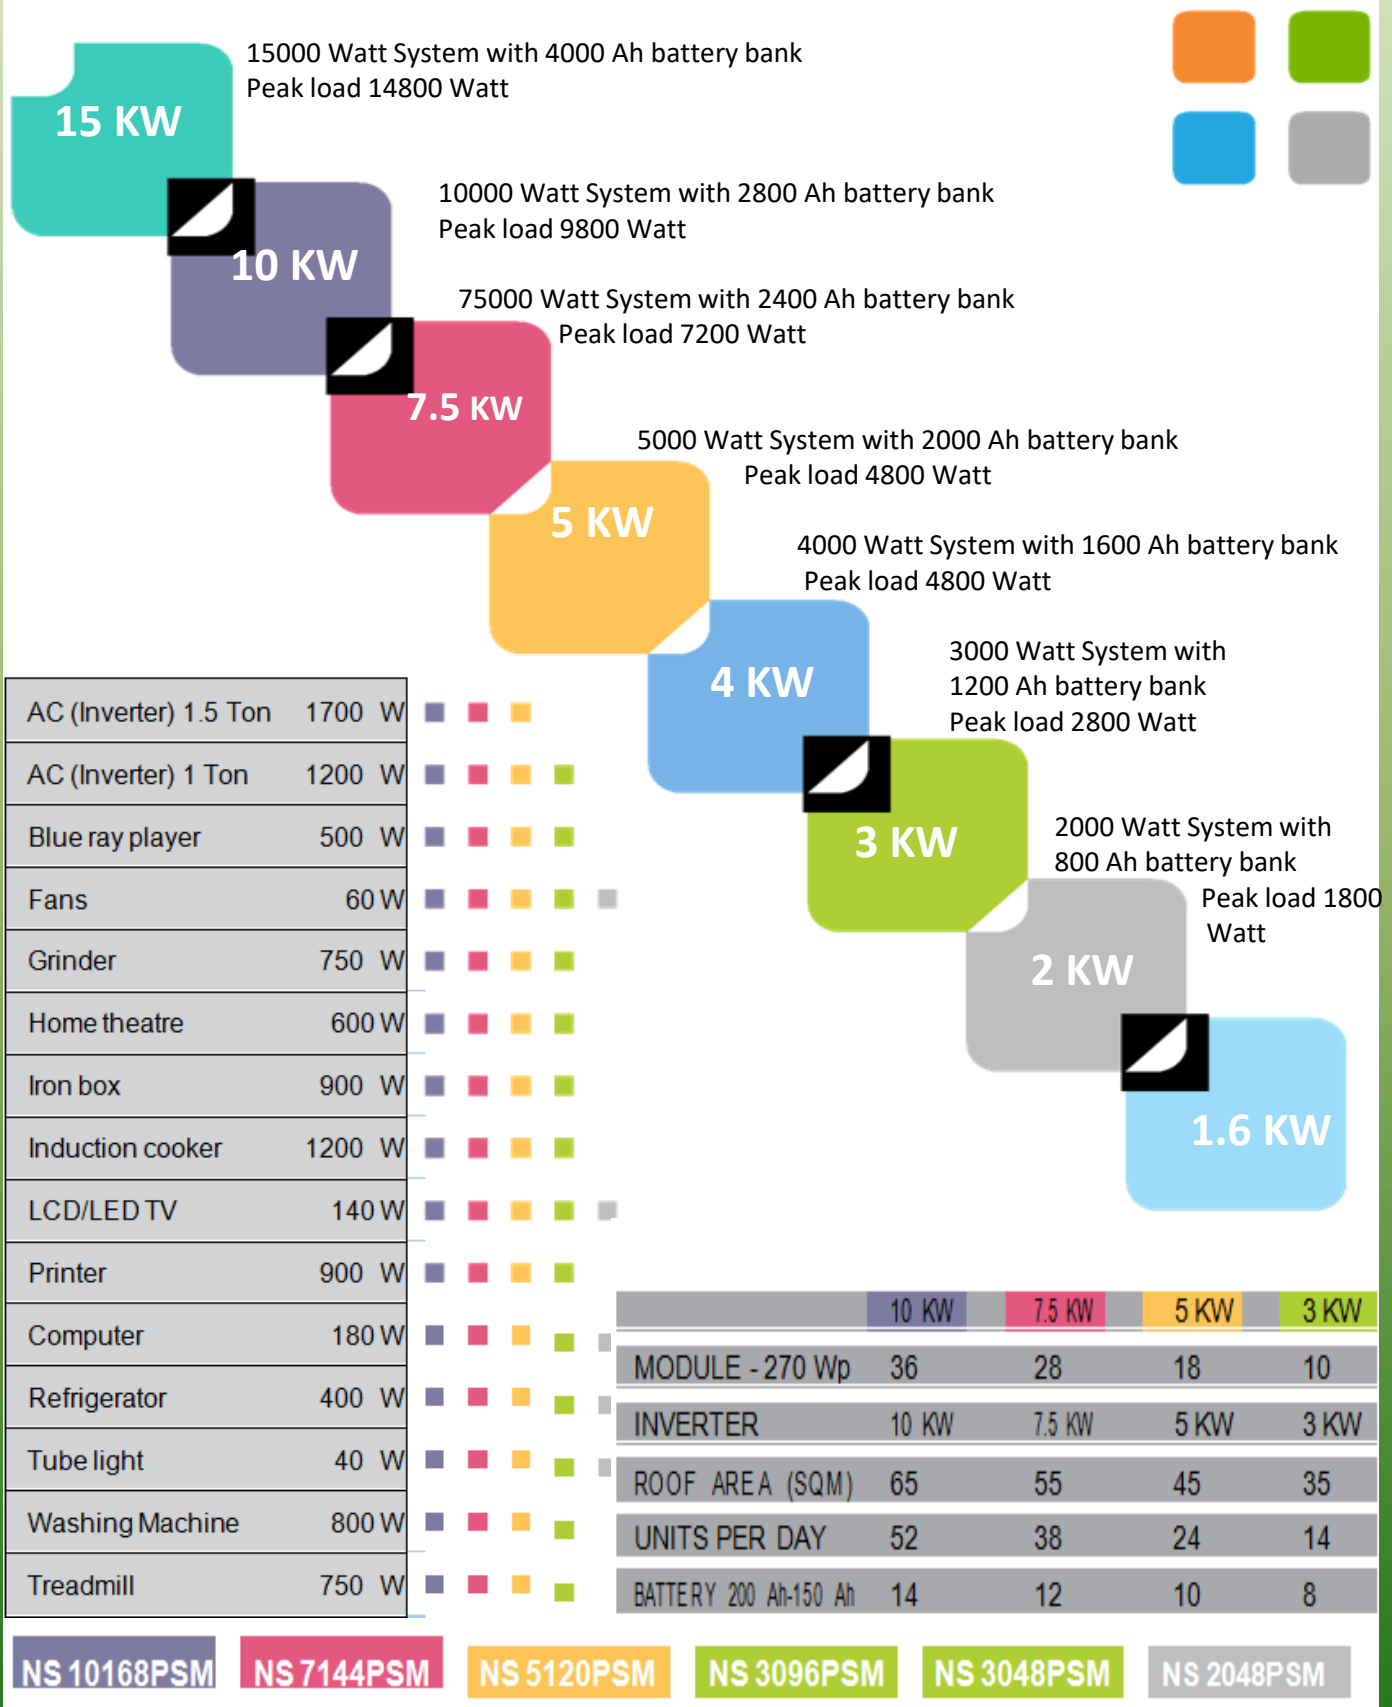 15000 Watt System with 4000 Ah battery bank
Peak load 14800 Watt
15 KW
10000 Watt System with 2800 Ah battery bank
Peak load 9800 Watt
10 KW
75000 Watt System with 2400 Ah battery bank
Peak load 7200 Watt
7.5 KW
5000 Watt System with 2000 Ah battery bank
Peak load 4800 Watt
5 KW
4000 Watt System with 1600 Ah battery bank
Peak load 4800 Watt
4 KW
3000 Watt System with
1200 Ah battery bank
Peak load 2800 Watt
3 KW
2000 Watt System with
800 Ah battery bank
Peak load 1800
Watt
2 KW
1.6 KW
AC (Inverter) 1.5 Ton 1700 W
AC (Inverter) 1 Ton 1200 W
Blue ray player 500 W
Fans 60 W
Grinder 750 W
Home theatre 600 W
Iron box 900 W
Induction cooker 1200 W
LCD/LED TV 140 W
Printer 900 W
Computer 180 W
Refrigerator 400 W
Tube light 40 W
Washing Machine 800 W
Treadmill 750 W
10 KW 7.5 KW 5 KW 3 KW
MODULE - 270 Wp 36 28 18 10
INVERTER 10 KW 7.5 KW 5 KW 3 KW
ROOF AREA (SQM) 65 55 45 35
UNITS PER DAY 52 38 24 14
BATTERY 200 Ah-150 Ah 14 12 10 8
NS 10168PSM NS 7144PSM NS 5120PSM NS 3096PSM NS 3048PSM NS 2048PSM